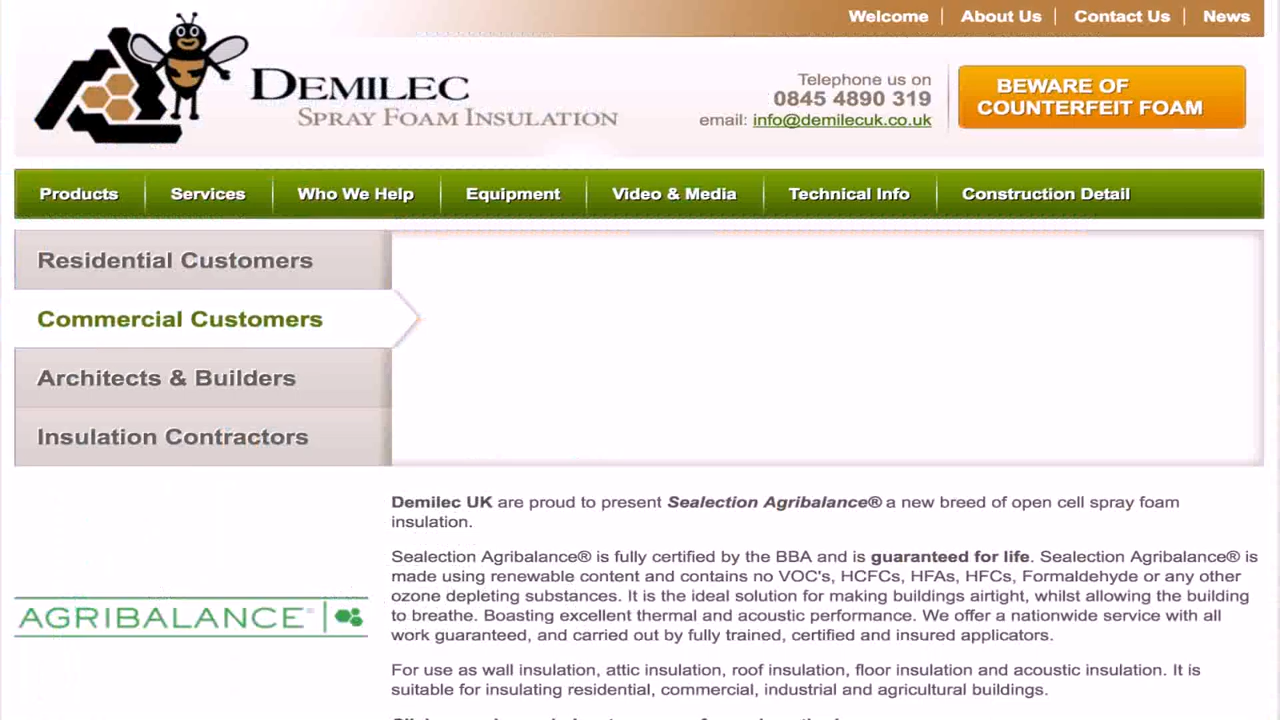 Welcome
About Us
Contact Us
News
DEMILEC
SPRAY FOAM INSULATION
Telephone us on
0845 4890 319
email: info@demilecuk.co.uk
BEWARE OF
COUNTERFEIT FOAM
Products
Services
Who We Help
Equipment
Video & Media
Technical Info
Construction Detail
Residential Customers
Commercial Customers
Architects & Builders
Insulation Contractors
AGRIBALANCE
Demilec UK are proud to present Sealection Agribalance® a new breed of open cell spray foam
insulation.
Sealection Agribalance® is fully certified by the BBA and is guaranteed for life. Sealection Agribalance® is
made using renewable content and contains no VOC's, HCFCs, HFAs, HFCs, Formaldehyde or any other
ozone depleting substances. It is the ideal solution for making buildings airtight, whilst allowing the building
to breathe. Boasting excellent thermal and acoustic performance. We offer a nationwide service with all
work guaranteed, and carried out by fully trained, certified and insured applicators.
For use as wall insulation, attic insulation, roof insulation, floor insulation and acoustic insulation. It is
suitable for insulating residential, commercial, industrial and agricultural buildings.